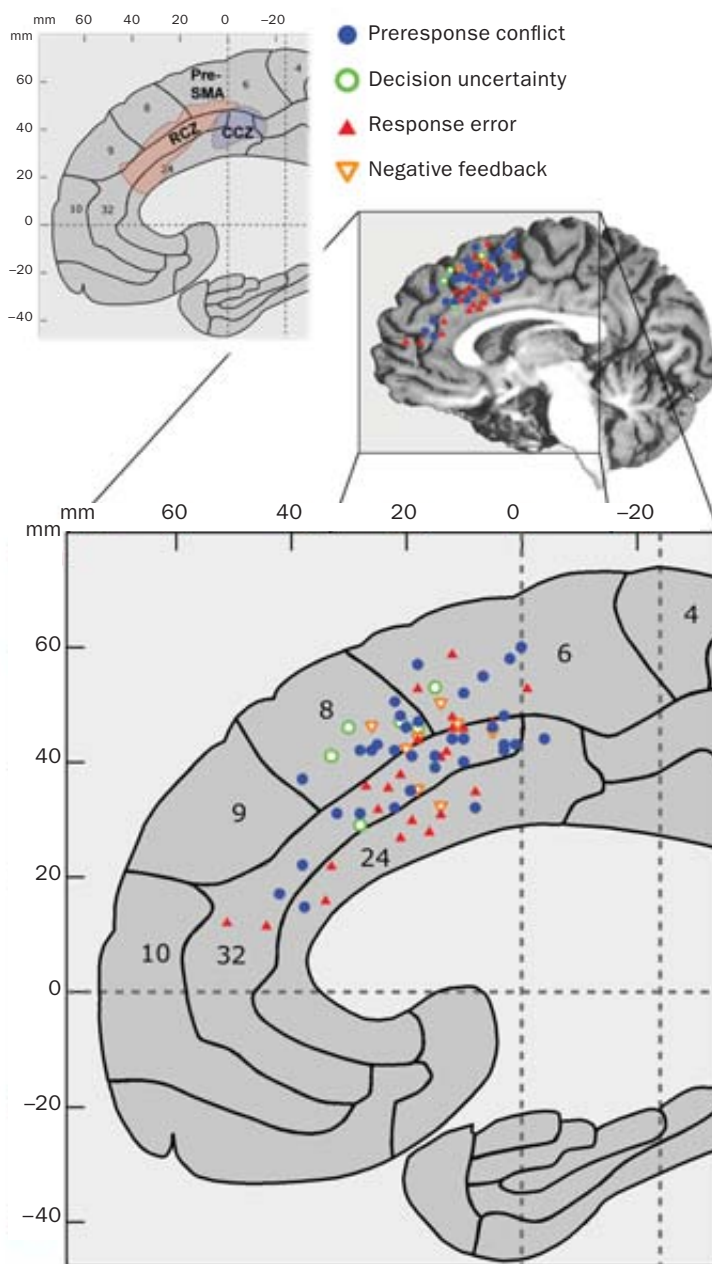 mm 60 40 20 0 –20
mm
60
40
20
0
–20
–40
Pre-
SMA
6
4
8
RCZ
CCZ
9
24
10
32
Preresponse conflict
Decision uncertainty
Response error
Negative feedback
mm 60 40 20 0 –20
mm
60
40
20
0
–20
–40
4
6
8
9
24
10
32